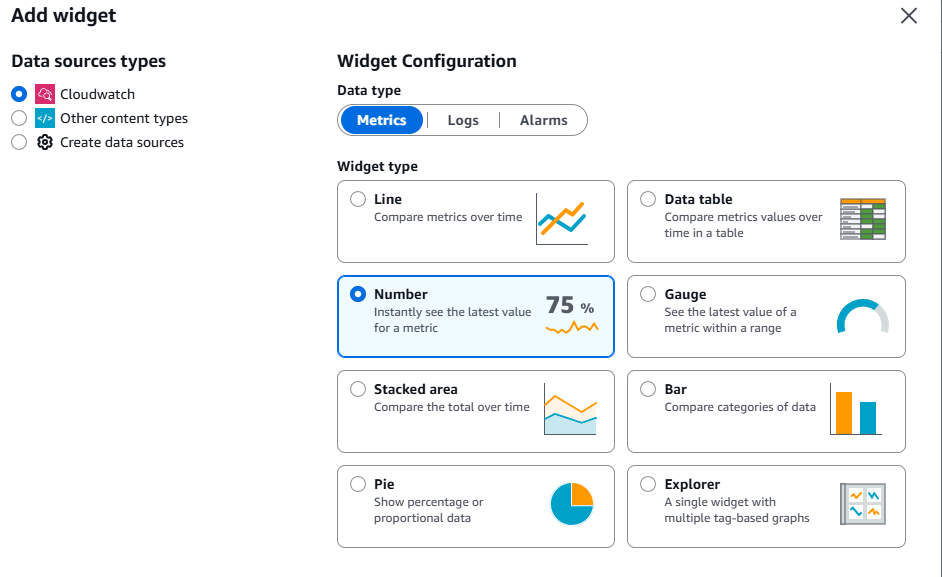 Add widget
Data sources types
Cloudwatch
</> Other content types
Create data sources
Widget Configuration
Data type
Metrics
Logs
Alarms
Widget type
Line
Compare metrics over time
Data table
Compare metrics values over
time in a table
Number
Instantly see the latest value
for a metric
75 %
Gauge
See the latest value of a
metric within a range
Stacked area
Compare the total over time
Bar
Compare categories of data
Pie
Show percentage or
proportional data
Explorer
A single widget with
multiple tag-based graphs